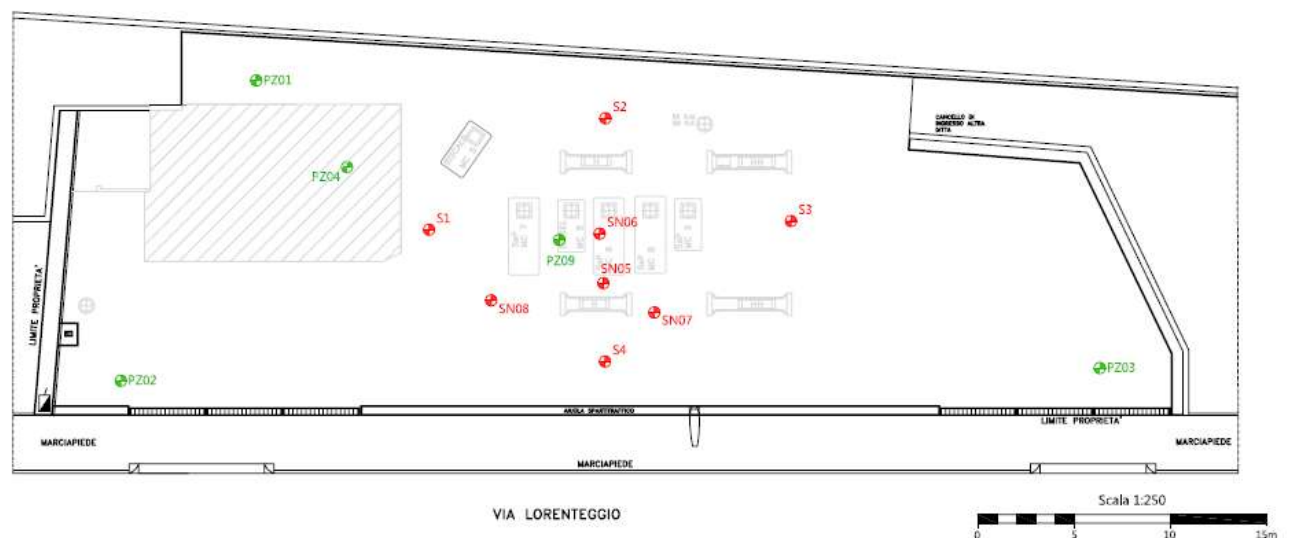 PZ01
S2
CANCELLO DI
INGRESSO ALTRA
DITTA
PZ04
S1
SN06
S3
PZ09
SN05
SN08
SN07
LIMITE PROPRIETA'
S4
PZ02
PZ03
AIUOLA SPARTITRAFFICO
LIMITE PROPRIETA'
MARCIAPIEDE
MARCIAPIEDE
MARCIAPIEDE
VIA LORENTEGGIO
Scala 1:250
0 5 10 15m